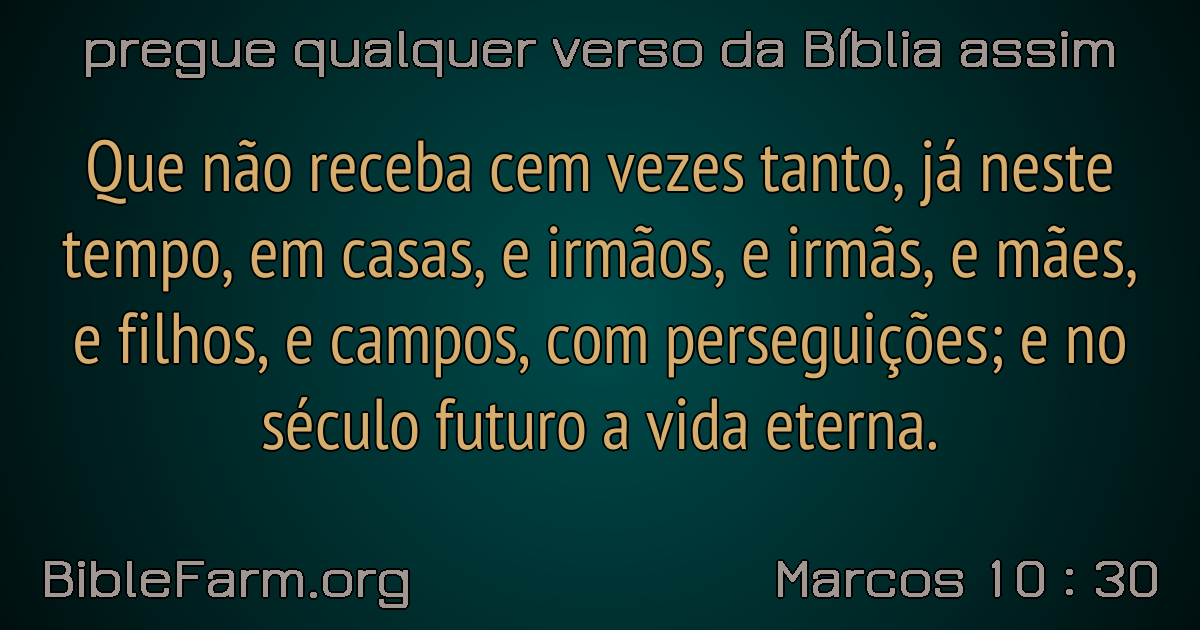 pregue qualquer verso da Bíblia assim
Que não receba cem vezes tanto, já neste
tempo, em casas, e irmãos, e irmãs, e mães,
e filhos, e campos, com perseguições; e no
século futuro a vida eterna.
BibleFarm.org
Marcos 10 : 30